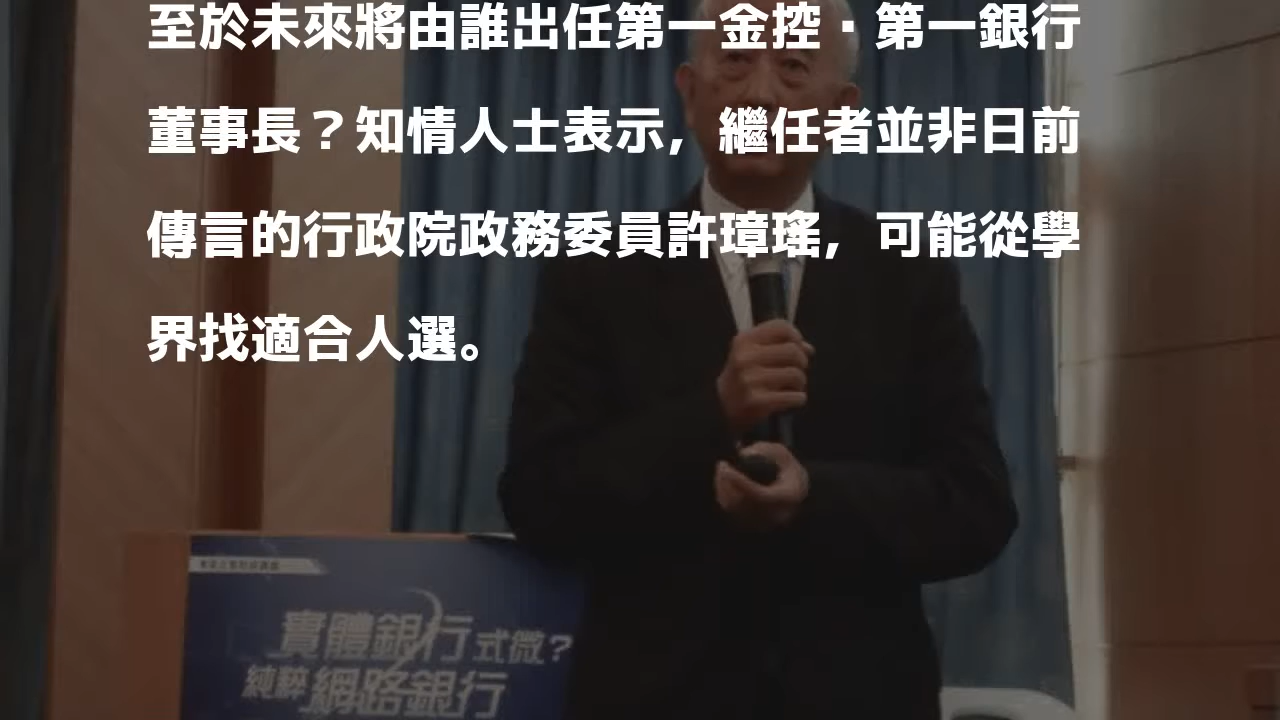 至於未來將由誰出任第一金控·第一銀行
董事長？知情人士表示，繼任者並非日前
傳言的行政院政務委員許璋瑤，可能從學
界找適合人選。
實體銀行式微？
純粹網路銀行